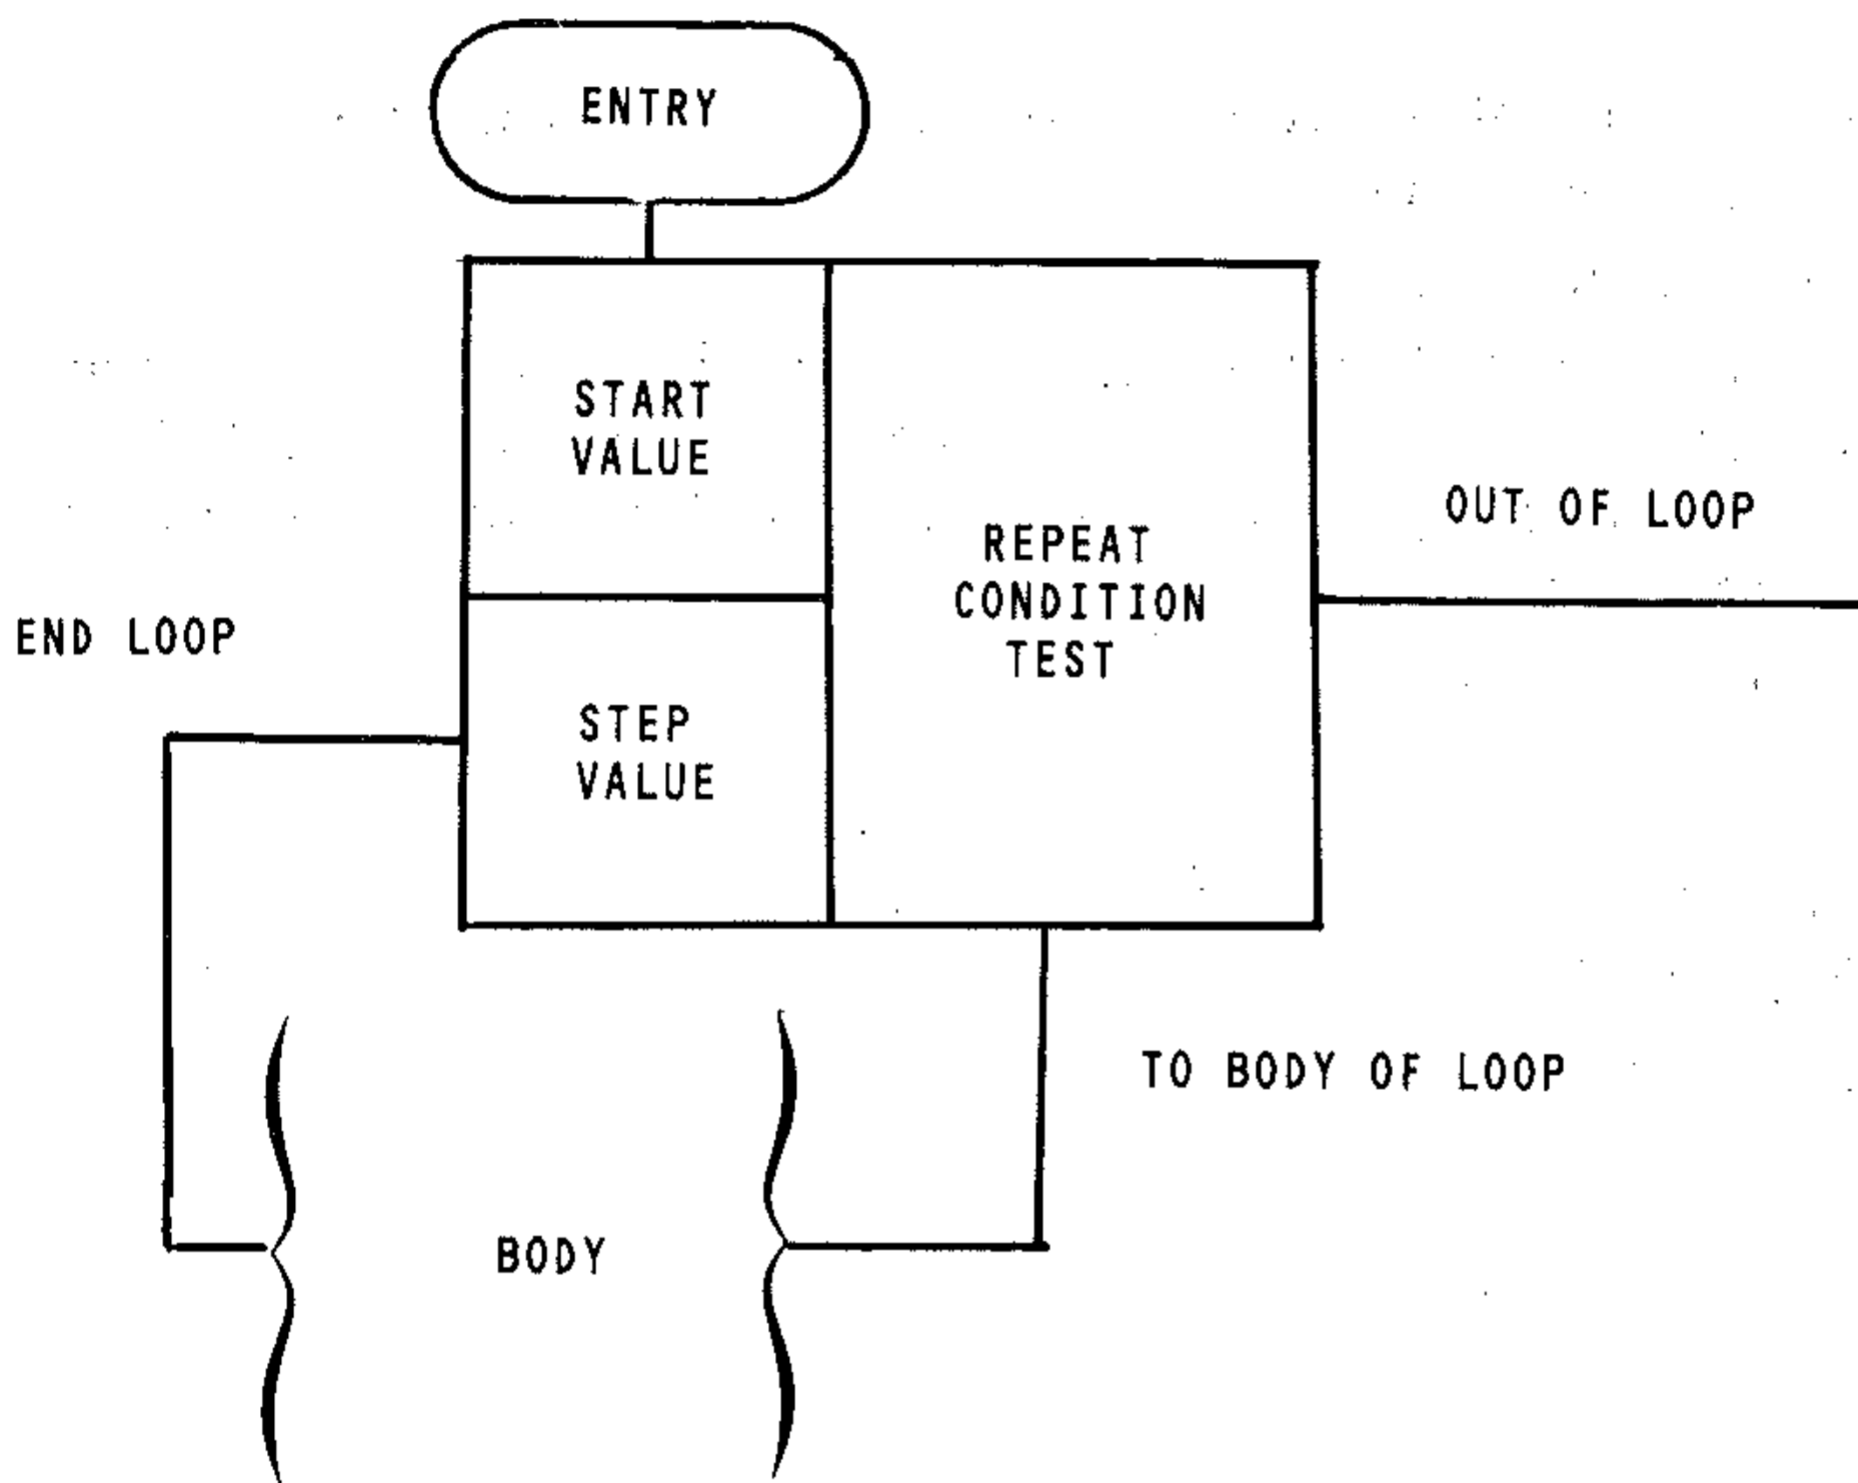 ENTRY
START
VALUE
REPEAT
CONDITION
TEST
OUT OF LOOP
END LOOP
STEP
VALUE
TO BODY OF LOOP
BODY